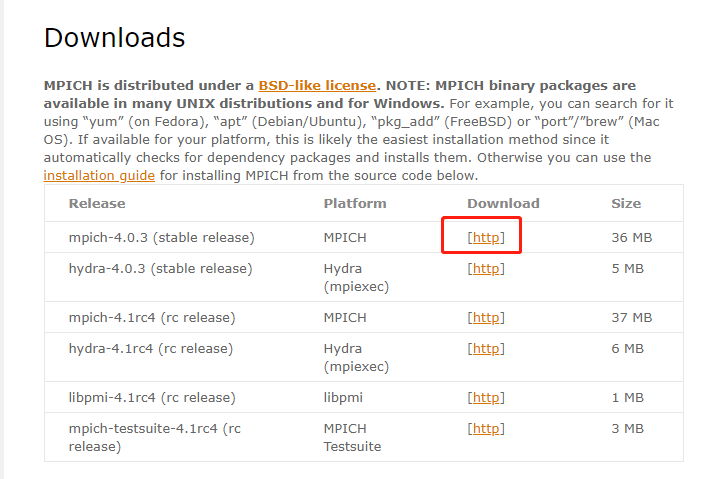 Downloads
MPICH is distributed under a BSD-like license. NOTE: MPICH binary packages are
available in many UNIX distributions and for Windows. For example, you can search for it
using “yum” (on Fedora), “apt” (Debian/Ubuntu), “pkg_add” (FreeBSD) or “port”/”brew” (Mac
OS). If available for your platform, this is likely the easiest installation method since it
automatically checks for dependency packages and installs them. Otherwise you can use the
installation guide for installing MPICH from the source code below.
Release Platform Download Size
mpich-4.0.3 (stable release) MPICH [http] 36 MB
hydra-4.0.3 (stable release) Hydra [http] 5 MB
(mpiexec)
mpich-4.1rc4 (rc release) MPICH [http] 37 MB
hydra-4.1rc4 (rc release) Hydra [http] 6 MB
(mpiexec)
libpmi-4.1rc4 (rc release) libpmi [http] 1 MB
mpich-testsuite-4.1rc4 (rc MPICH [http] 3 MB
release) Testsuite